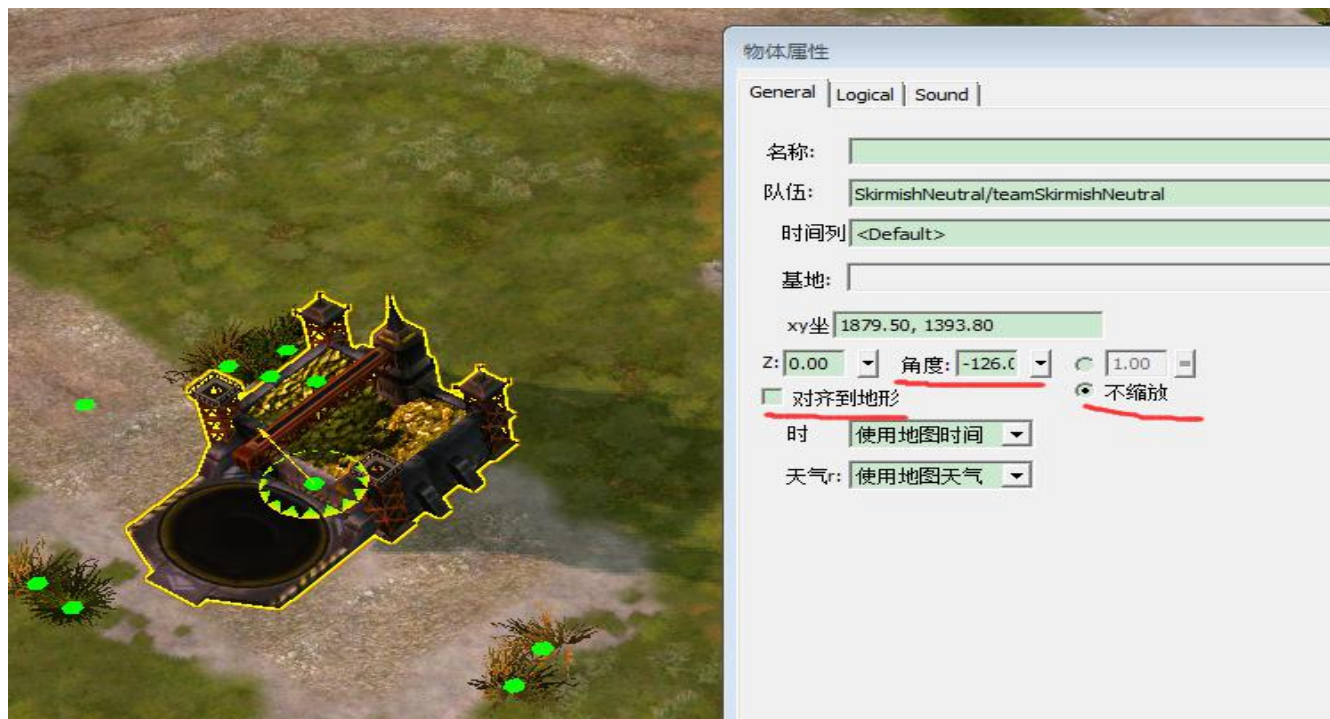 物体属性
General Logical Sound
名称:
队伍: SkirmishNeutral/teamSkirmishNeutral
时间列 <Default>
基地:
xy坐 1879.50, 1393.80
Z: 0.00 角度: -126.( 1.00
对齐到地形 不缩放
时 使用地图时间
天气r: 使用地图天气